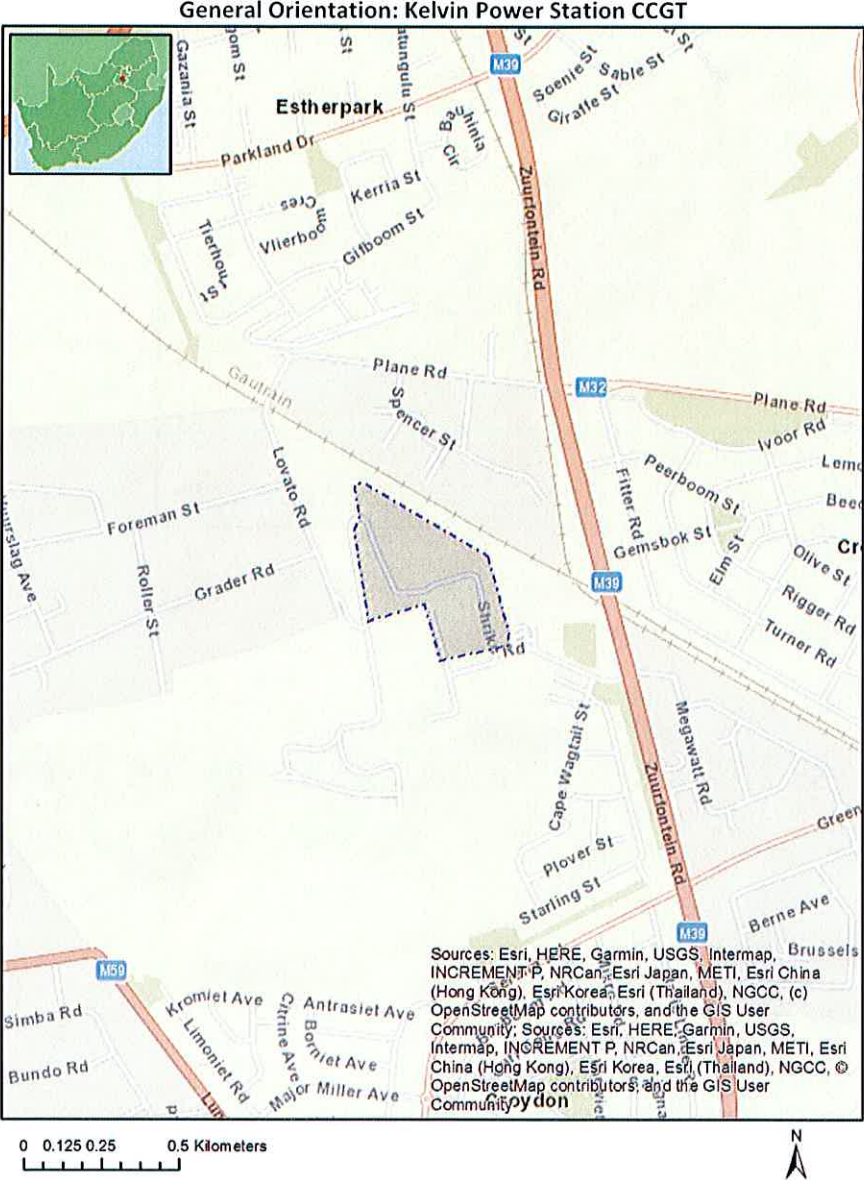 General Orientation: Kelvin Power Station CCGT
Gazania St
St
St
M39
Soenie St
Sable St
Giraffe St
Estherpark
Bauhinia
Cir
Parkland Dr
Kerria St
Cres
Vlierboom
Gifboom St
Tierhout
St
Zuurfontein Rd
Gautrain
Plane Rd
M32
Plane Rd
Spencer St
Ivoor Rd
Lovato Rd
Foreman St
Grader Rd
Roller St
Fitter Rd
Peerboom St
Gemsbok St
Elm St
Olive St
Rigger Rd
Turner Rd
M39
Rd
Cape Wagtail St
Megawatt Rd
Zuurfontein Rd
Green
Plover St
Starling St
M39
Berne Ave
Brussels
M59
Simba Rd
Bundo Rd
Kromiet Ave
Limoniet Rd
Citrine Ave
Antrasiet Ave
Borniet Ave
Major Miller Ave
Sources: Esri, HERE, Garmin, USGS, Intermap,
INCREMENT P, NRCan, Esri Japan, METI, Esri China
(Hong Kong), Esri Korea, Esri (Thailand), NGCC, (c)
OpenStreetMap contributors, and the GIS User
Community; Sources: Esri, HERE, Garmin, USGS,
Intermap, INCREMENT P, NRCan, Esri Japan, METI, Esri
China (Hong Kong), Esri Korea, Esri (Thailand), NGCC, ©
OpenStreetMap contributors, and the GIS User
Community
Croydon
0 0.125 0.25 0.5 Kilometers
N